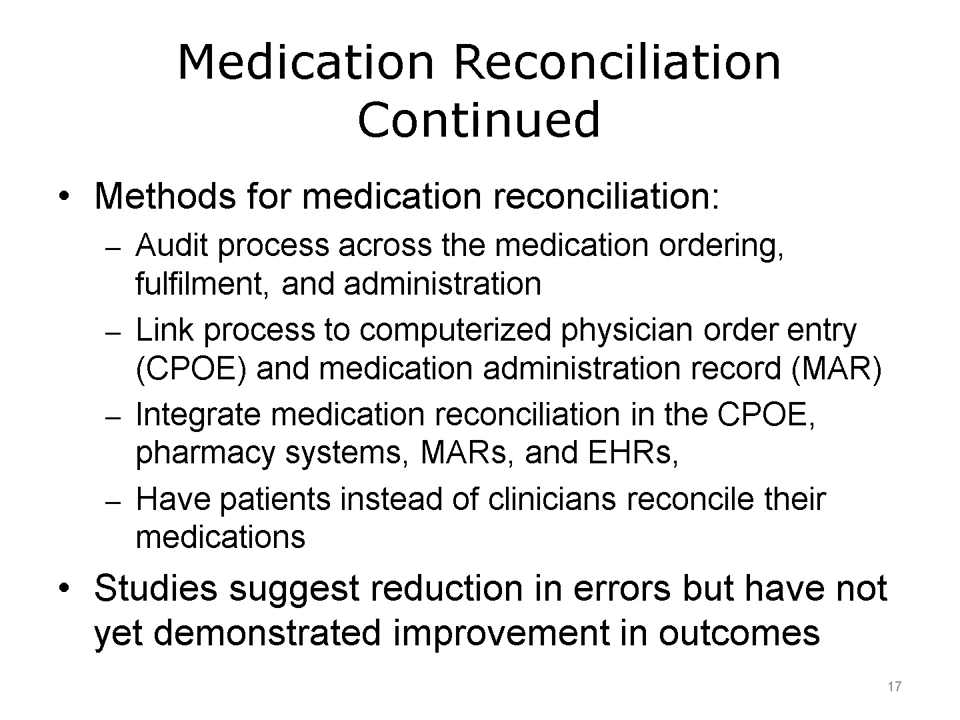 Medication Reconciliation
Continued
• Methods for medication reconciliation:
– Audit process across the medication ordering,
fulfilment, and administration
– Link process to computerized physician order entry
(CPOE) and medication administration record (MAR)
– Integrate medication reconciliation in the CPOE,
pharmacy systems, MARs, and EHRs,
– Have patients instead of clinicians reconcile their
medications
• Studies suggest reduction in errors but have not
yet demonstrated improvement in outcomes
17